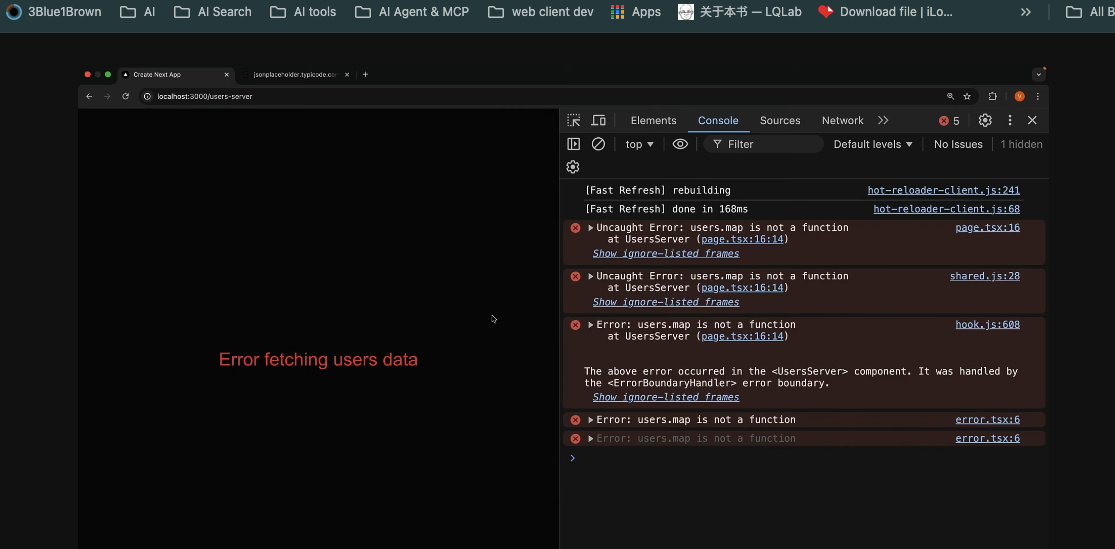 3Blue1Brown AI AI Search AI tools AI Agent & MCP web client dev Apps 关于本书 — LQLab Download file | iLo... » All B
Create Next App × jsonplaceholder.typicode.co × +
localhost:3000/users-server V
Elements Console Sources Network » 5
top Filter Default levels No Issues 1 hidden
[Fast Refresh] rebuilding hot-reloader-client.js:241
[Fast Refresh] done in 168ms hot-reloader-client.js:68
Uncaught Error: users.map is not a function page.tsx:16
at UsersServer (page.tsx:16:14)
Show ignore-listed frames
Uncaught Error: users.map is not a function shared.js:28
at UsersServer (page.tsx:16:14)
Show ignore-listed frames
Error: users.map is not a function hook.js:608
at UsersServer (page.tsx:16:14)
The above error occurred in the <UsersServer> component. It was handled by
the <ErrorBoundaryHandler> error boundary.
Show ignore-listed frames
Error: users.map is not a function error.tsx:6
Error: users.map is not a function error.tsx:6
Error fetching users data